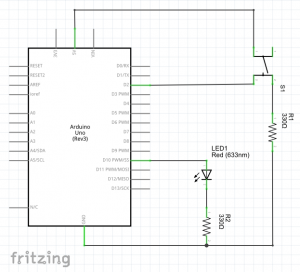 3V3
5V
VIN
RESET
RESET2
AREF
ioref
A0
A1
A2
A3
A4/SDA
A5/SCL
N/C
Arduino
Uno
(Rev3)
D0/RX
D1/TX
D2
D3 PWM
D4
D5 PWM
D6 PWM
D7
D8
D9 PWM
D10 PWM/SS
D11 PWM/MOSI
D12/MISO
D13/SCK
GND
S1
R1
330Ω
LED1
Red (633nm)
R2
330Ω
fritzing